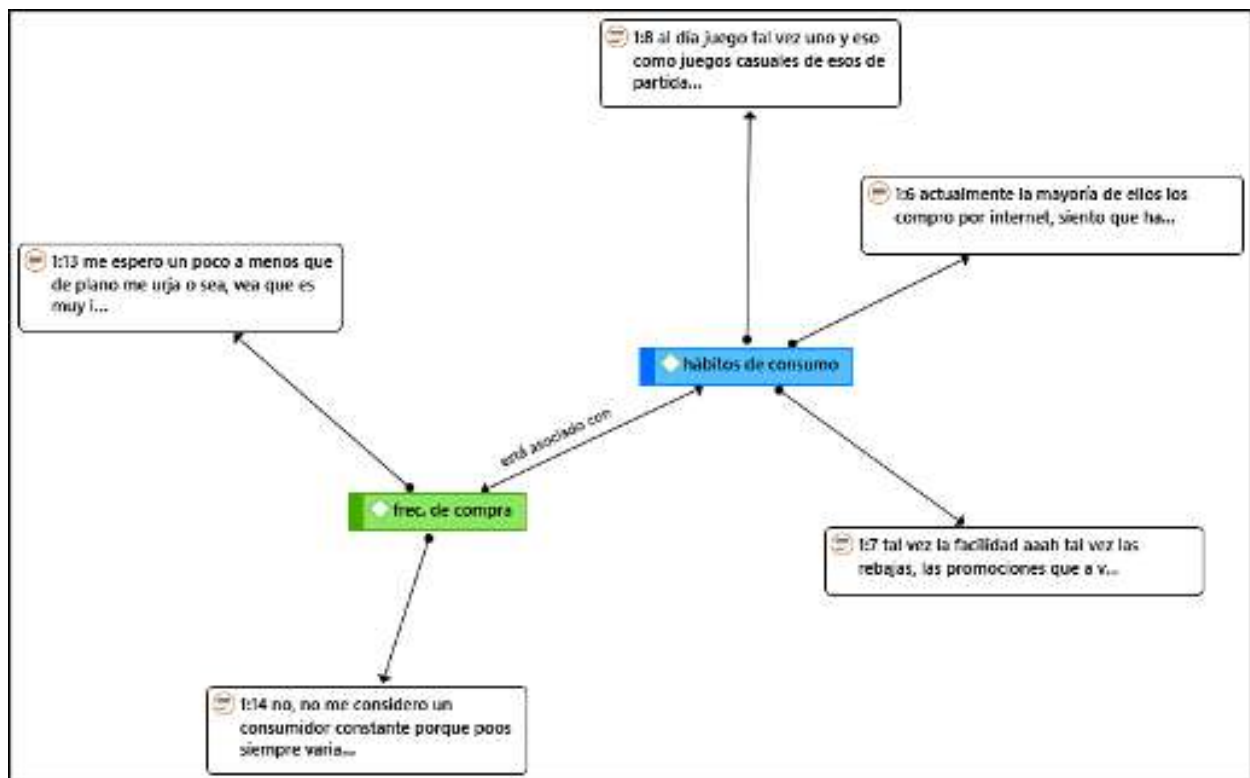 1:8 al día juego tal vez uno y eso
como juegos casuales de esos de
partida...
1:6 actualmente la mayoría de ellos los
compro por internet, siento que ha...
1:13 me espero un poco a menos que
de plano me urja o sea, vea que es
muy i...
hábitos de consumo
está asociado con
frec. de compra
1:7 tal vez la facilidad aaah tal vez las
rebajas, las promociones que a v...
1:14 no, no me considero un
consumidor constante porque poos
siempre varia...